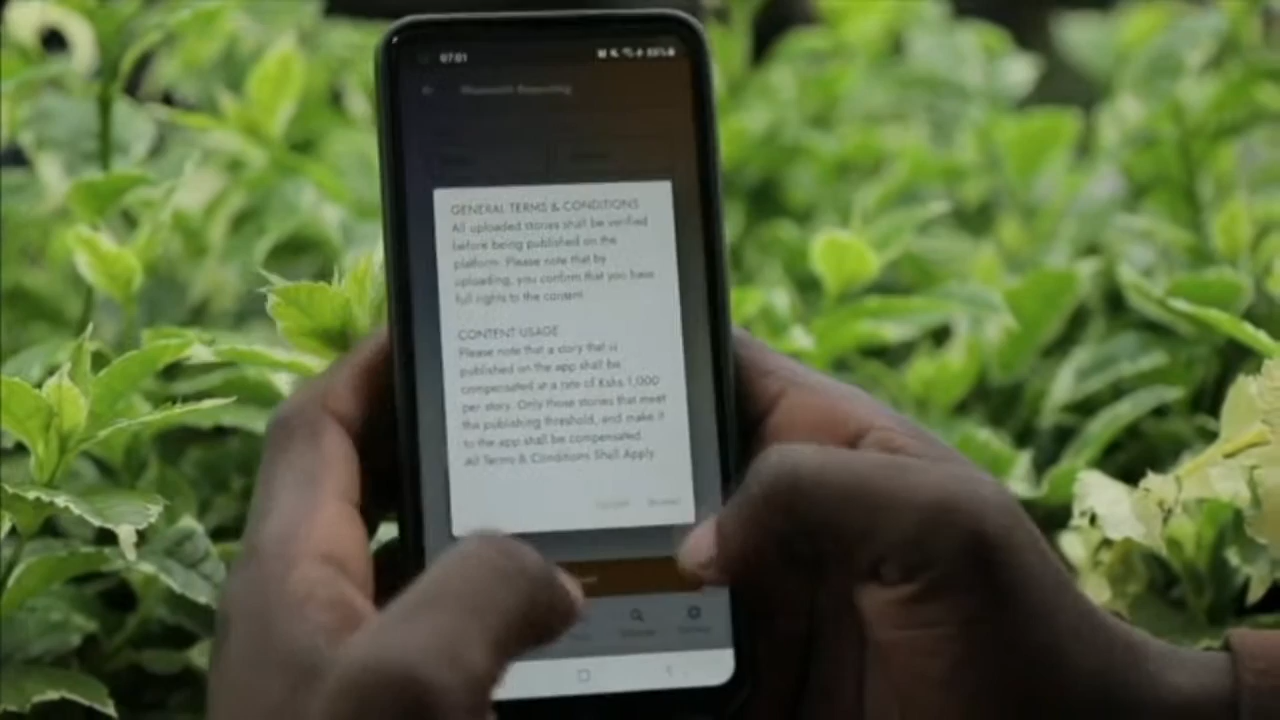 07:01
GENERAL TERMS & CONDITIONS
All uploaded stories shall be verified
before being published on the
platform. Please note that by
uploading, you confirm that you have
full rights to the content.
CONTENT USAGE
Please note that a story that is
published on the app shall be
compensated at a rate of Kshs 1,000
per story. Only those stories that meet
the publishing threshold, and make it
to the app shall be compensated.
All Terms & Conditions Shall Apply